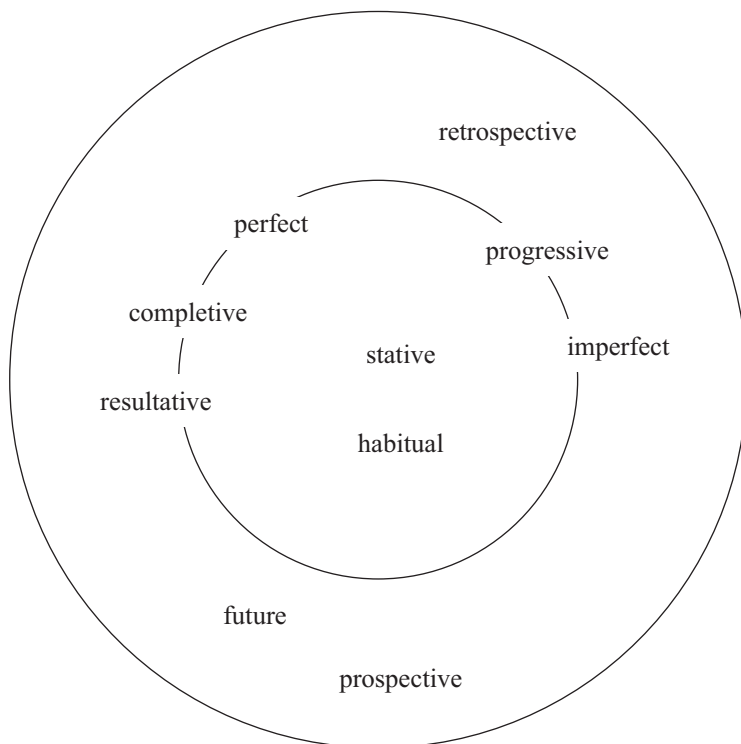 retrospective
perfect
progressive
completive
imperfect
stative
resultative
habitual
future
prospective